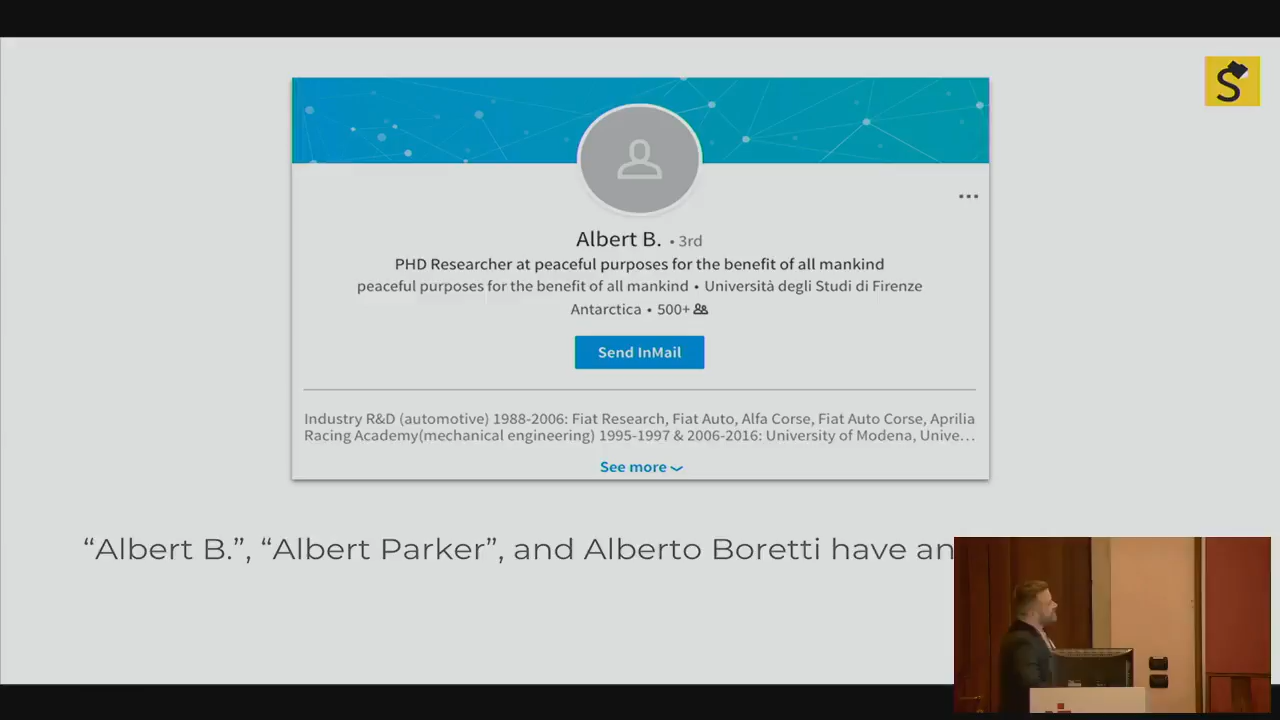 S
Albert B. • 3rd
PHD Researcher at peaceful purposes for the benefit of all mankind
peaceful purposes for the benefit of all mankind • Università degli Studi di Firenze
Antarctica • 500+
Send InMail
Industry R&D (automotive) 1988-2006: Fiat Research, Fiat Auto, Alfa Corse, Fiat Auto Corse, Aprilia
Racing Academy(mechanical engineering) 1995-1997 & 2006-2016: University of Modena, Unive…
See more
“Albert B.”, “Albert Parker”, and Alberto Boretti have an